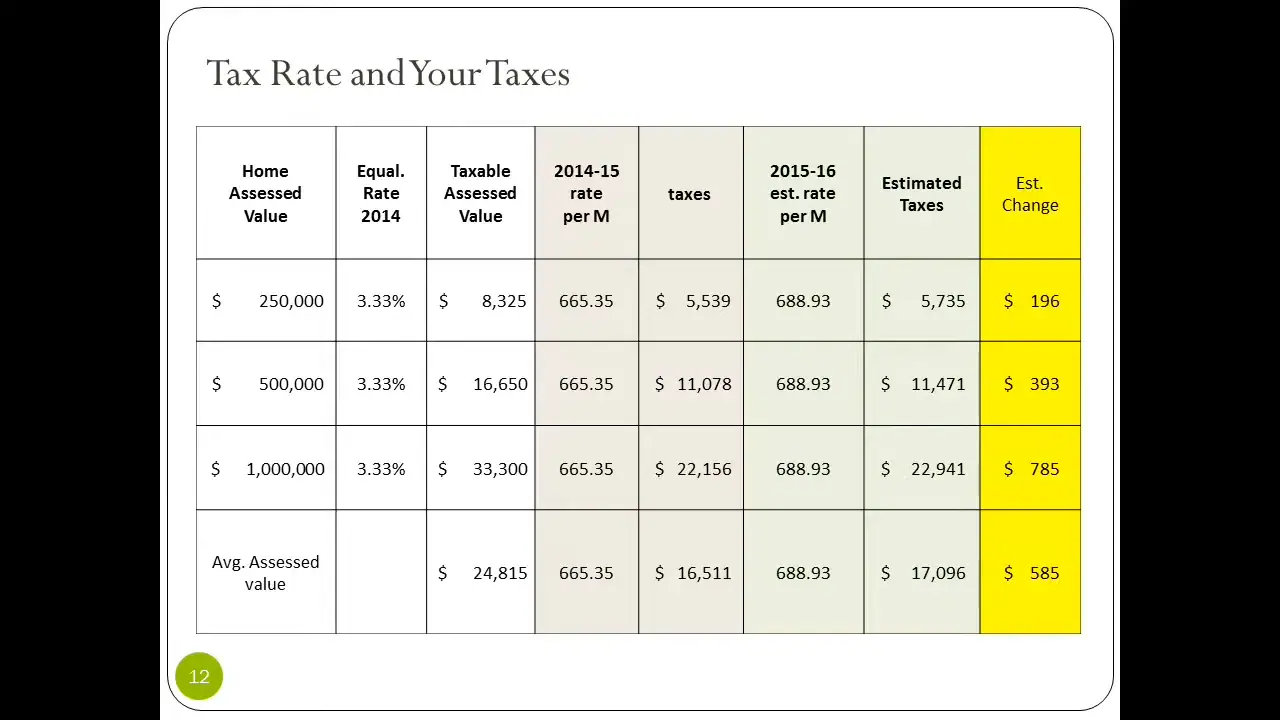 Tax Rate and Your Taxes
Home Assessed Value | Equal. Rate 2014 | Taxable Assessed Value | 2014-15 rate per M | taxes | 2015-16 est. rate per M | Estimated Taxes | Est. Change
$ 250,000 | 3.33% | $ 8,325 | 665.35 | $ 5,539 | 688.93 | $ 5,735 | $ 196
$ 500,000 | 3.33% | $ 16,650 | 665.35 | $ 11,078 | 688.93 | $ 11,471 | $ 393
$ 1,000,000 | 3.33% | $ 33,300 | 665.35 | $ 22,156 | 688.93 | $ 22,941 | $ 785
Avg. Assessed value | | $ 24,815 | 665.35 | $ 16,511 | 688.93 | $ 17,096 | $ 585
12